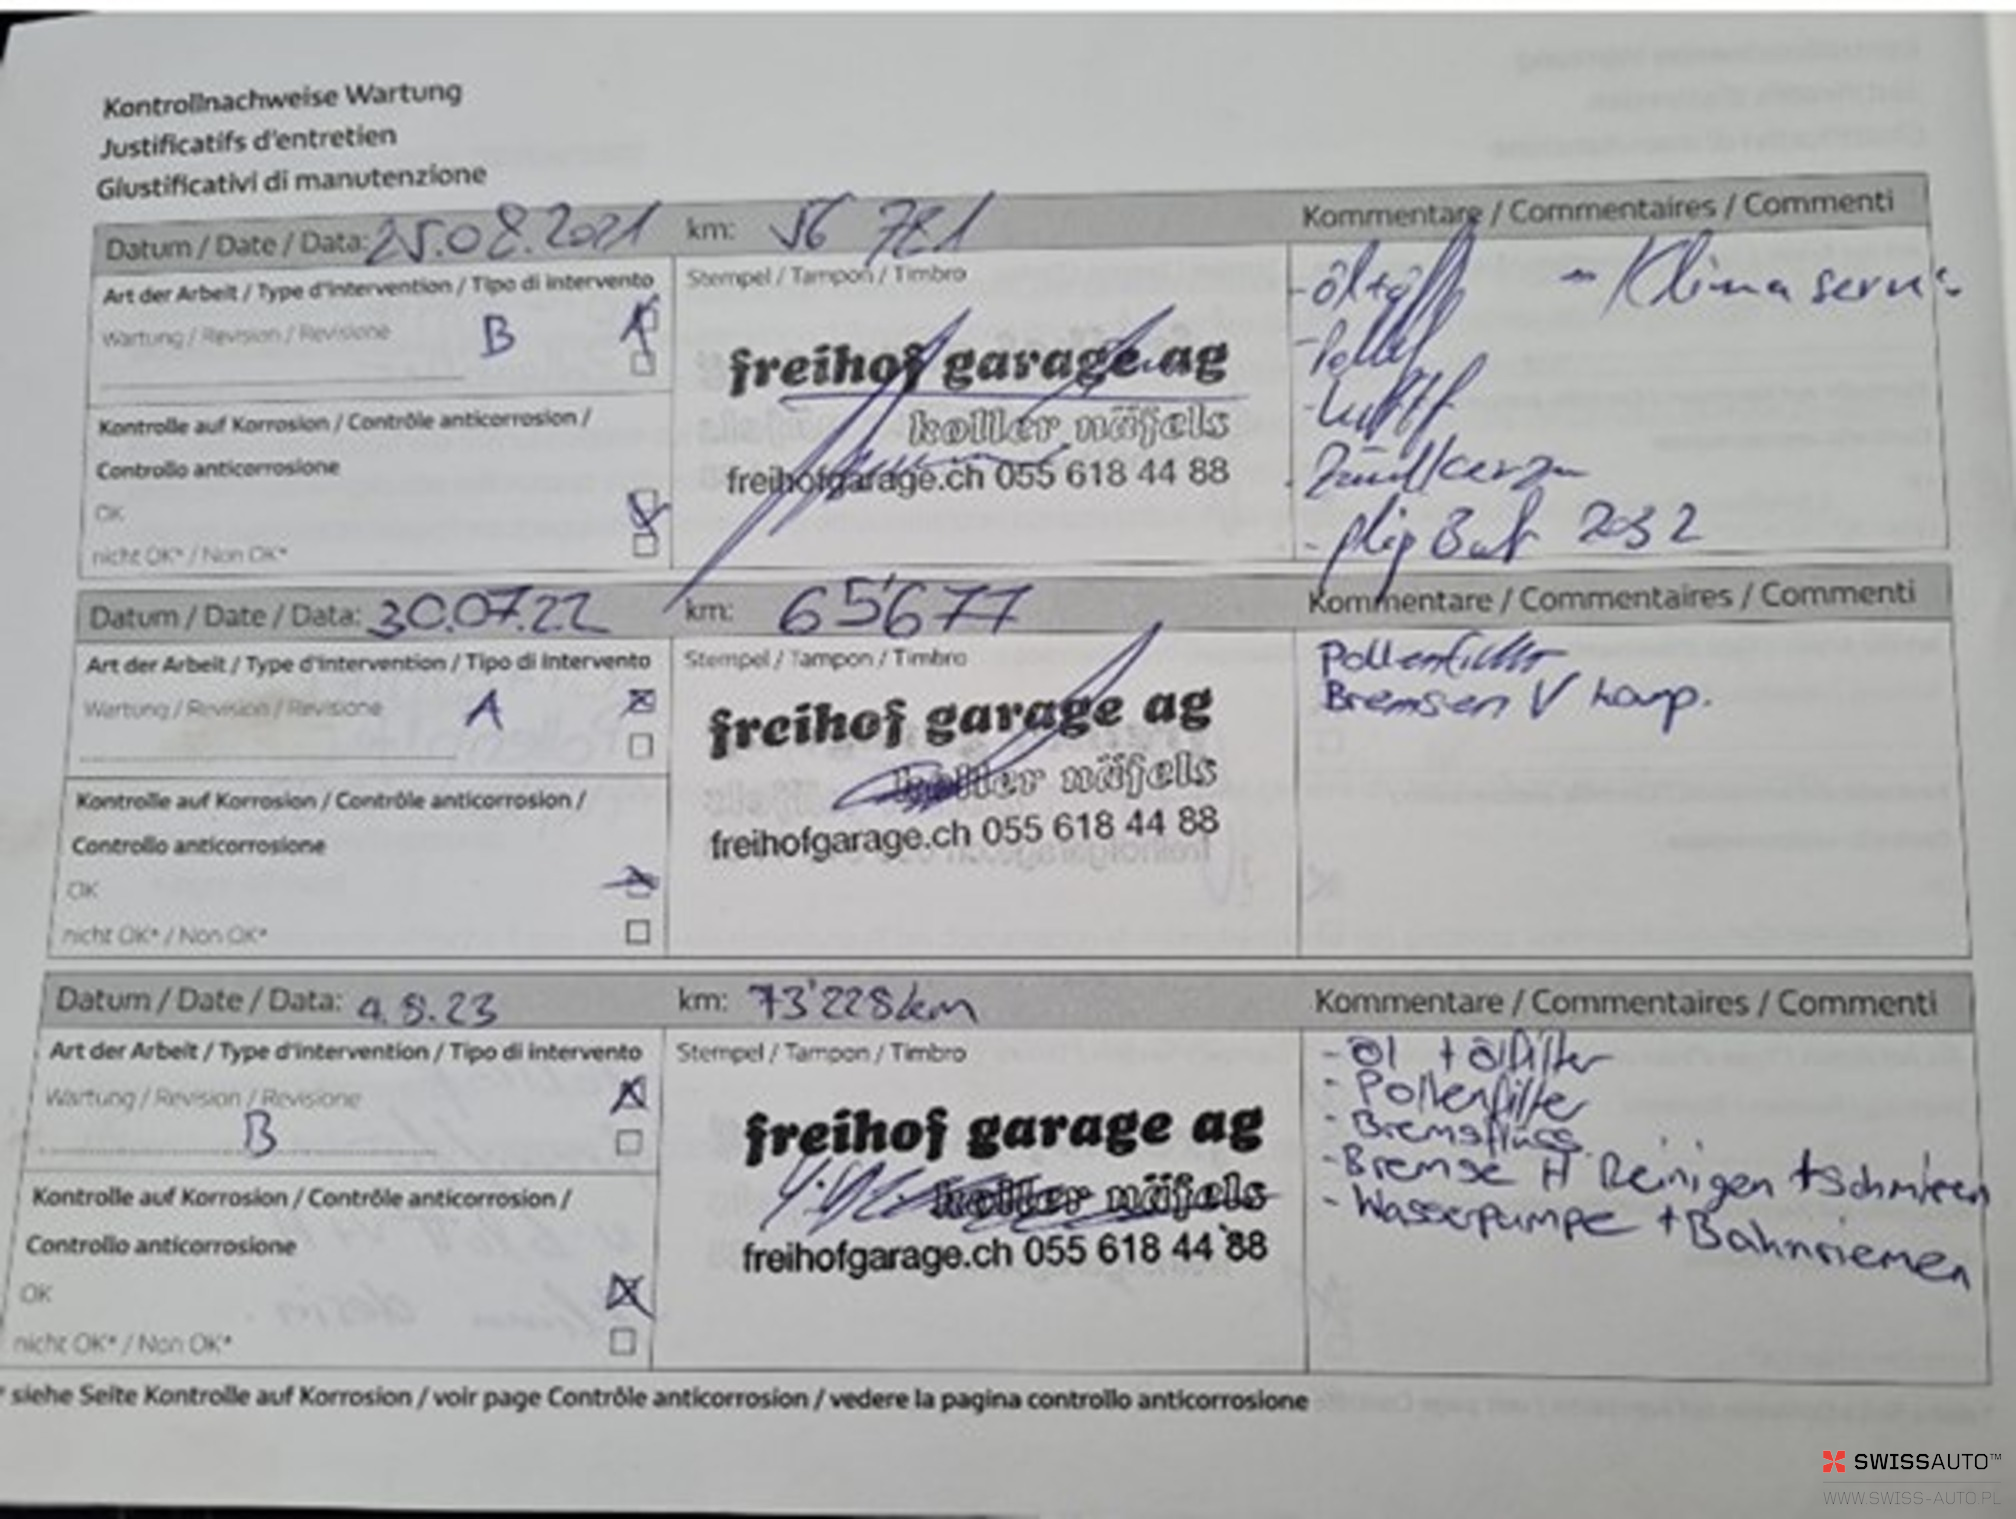 Kontrollnachweise Wartung
Justificatifs d'entretien
Giustificativi di manutenzione
Datum / Date / Data: 25.08.2021 km: 56 781 Kommentare / Commentaires / Commenti
Art der Arbeit / Type d'intervention / Tipo di intervento
Wartung / Revision / Revisione B
Kontrolle auf Korrosion / Contrôle anticorrosion /
Controllo anticorrosione
OK
nicht OK* / Non OK*
Stempel / Tampon / Timbro
freihof garage ag
koller näfels
freihofgarage.ch 055 618 44 88
- Klima
- Zündkerzen
- Bat 2032
Datum / Date / Data: 30.07.22 km: 65'677 Kommentare / Commentaires / Commenti
Art der Arbeit / Type d'intervention / Tipo di intervento
Wartung / Revision / Revisione A
Kontrolle auf Korrosion / Contrôle anticorrosion /
Controllo anticorrosione
OK
nicht OK* / Non OK*
Stempel / Tampon / Timbro
freihof garage ag
koller näfels
freihofgarage.ch 055 618 44 88
Pollenfilter
Bremsen V komp.
Datum / Date / Data: 4.8.23 km: 73'228 km Kommentare / Commentaires / Commenti
Art der Arbeit / Type d'intervention / Tipo di intervento
Wartung / Revision / Revisione
B
Kontrolle auf Korrosion / Contrôle anticorrosion /
Controllo anticorrosione
OK
nicht OK* / Non OK*
Stempel / Tampon / Timbro
freihof garage ag
koller näfels
freihofgarage.ch 055 618 44 88
- Öl + Ölfilter
- Pollenfilter
- Bremsflüss.
- Bremse H Reinigen + Schmieren
- Wasserpumpe + Bahnriemen
* siehe Seite Kontrolle auf Korrosion / voir page Contrôle anticorrosion / vedere la pagina controllo anticorrosione
SWISSAUTO™
WWW.SWISS-AUTO.PL